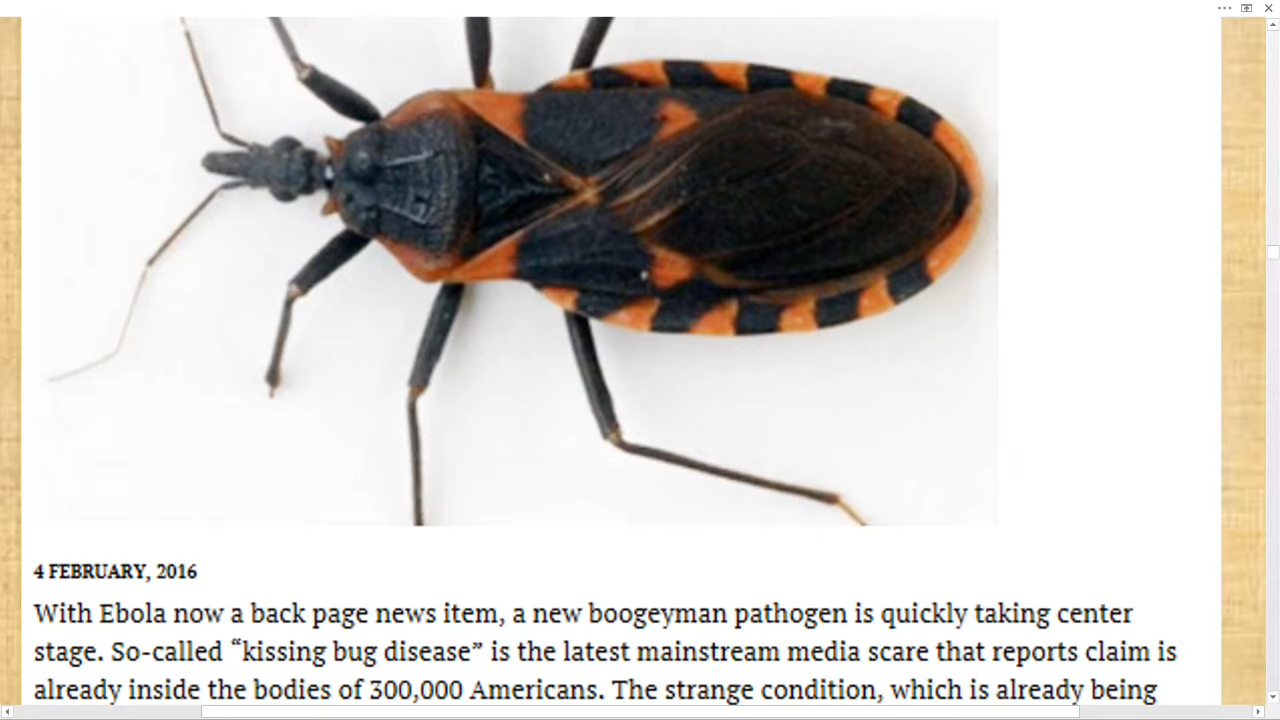 4 FEBRUARY, 2016
With Ebola now a back page news item, a new boogeyman pathogen is quickly taking center
stage. So-called “kissing bug disease” is the latest mainstream media scare that reports claim is
already inside the bodies of 300,000 Americans. The strange condition, which is already being